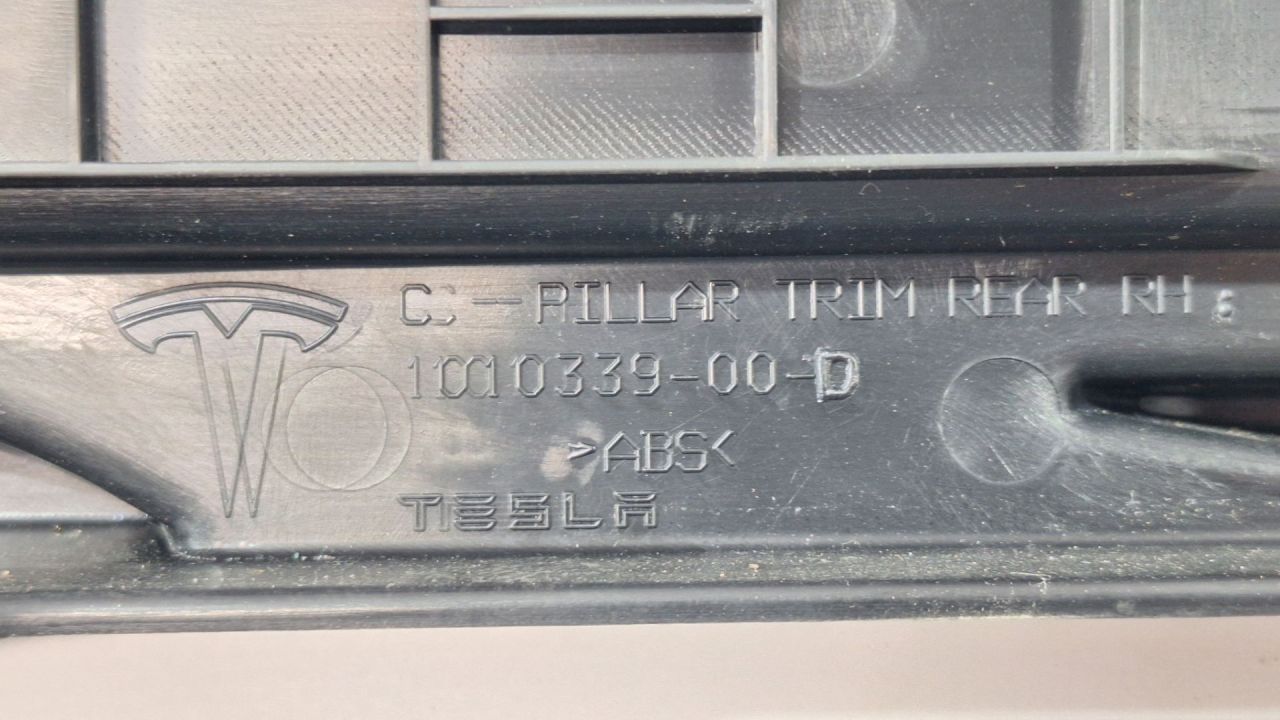 C-PILLAR TRIM REAR RH
1010339-00-D
>ABS<
TESLA